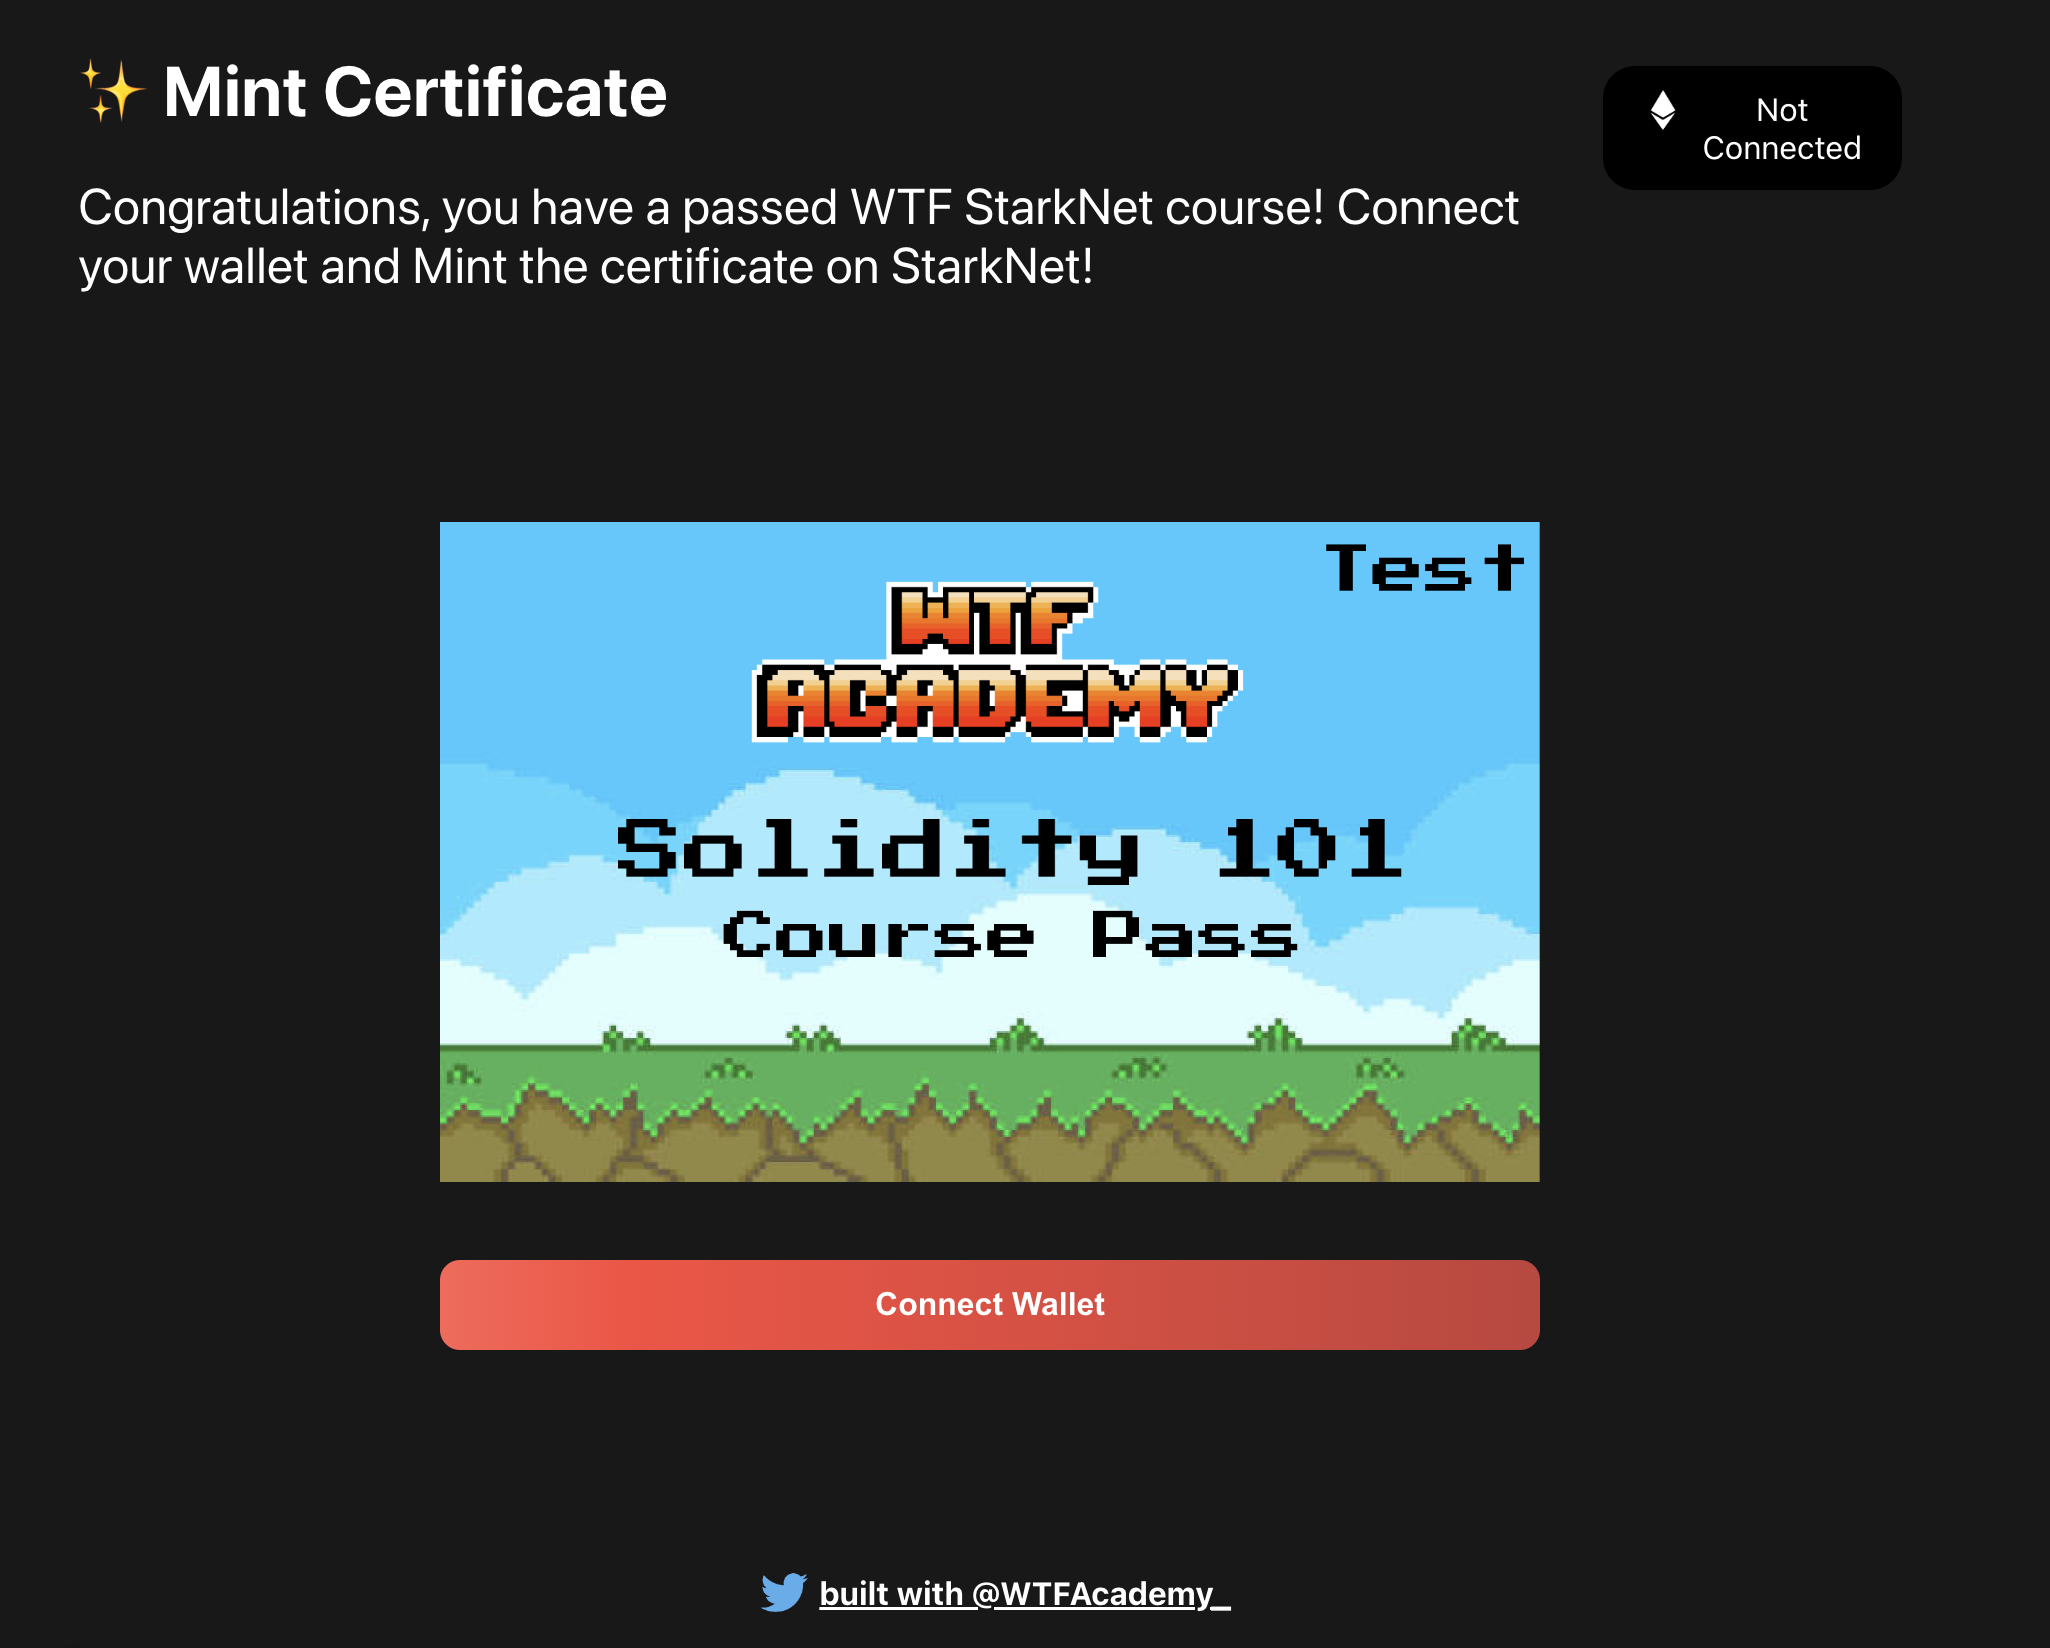 ✨ Mint Certificate
Not
Connected
Congratulations, you have a passed WTF StarkNet course! Connect
your wallet and Mint the certificate on StarkNet!
Test
WTF
ACADEMY
Solidity 101
Course Pass
Connect Wallet
built with @WTFAcademy_